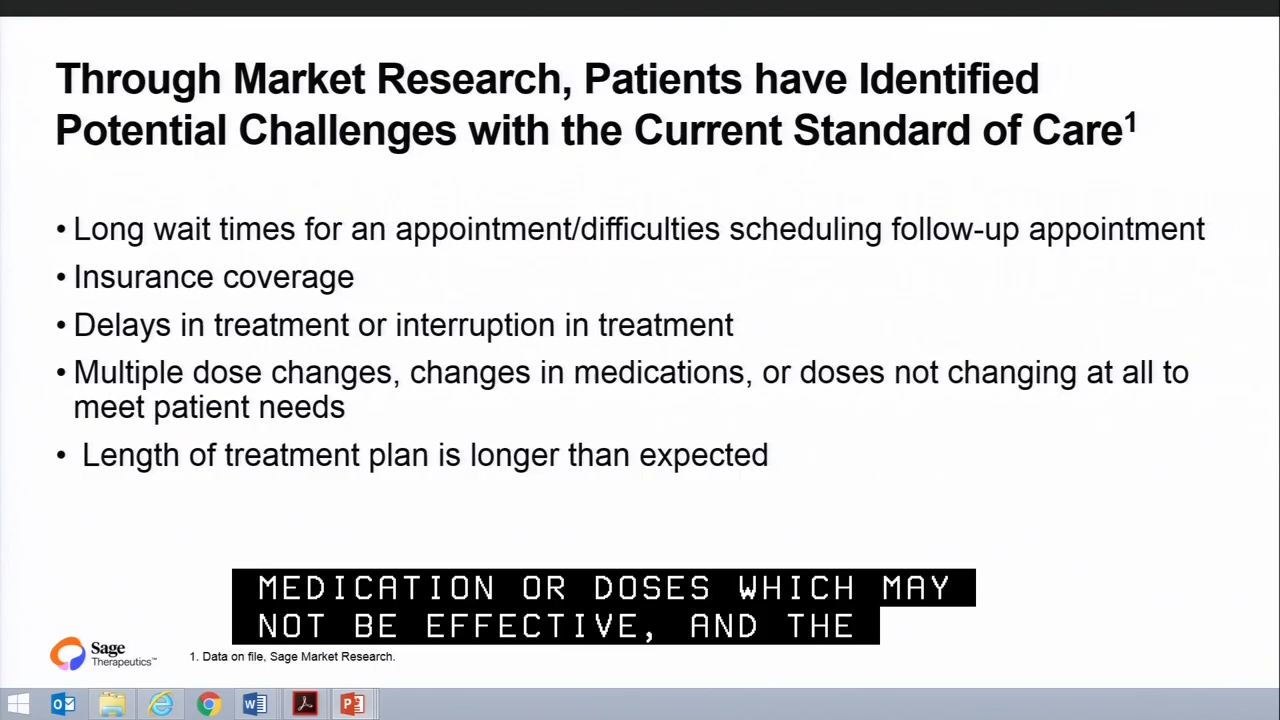 Through Market Research, Patients have Identified
Potential Challenges with the Current Standard of Care¹
• Long wait times for an appointment/difficulties scheduling follow-up appointment
• Insurance coverage
• Delays in treatment or interruption in treatment
• Multiple dose changes, changes in medications, or doses not changing at all to
meet patient needs
• Length of treatment plan is longer than expected
MEDICATION OR DOSES WHICH MAY
NOT BE EFFECTIVE, AND THE
Sage
Therapeutics™
1. Data on file, Sage Market Research.